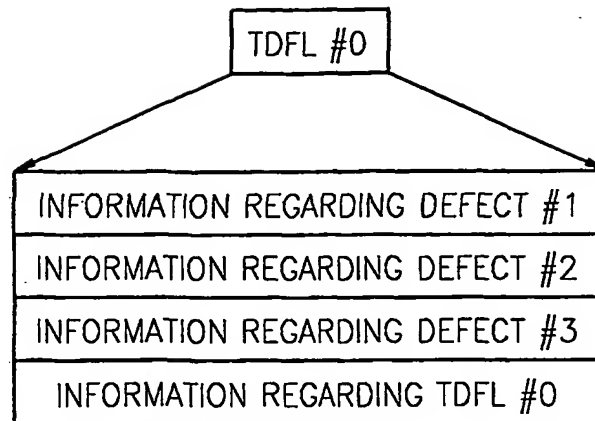 TDFL #0
INFORMATION REGARDING DEFECT #1
INFORMATION REGARDING DEFECT #2
INFORMATION REGARDING DEFECT #3
INFORMATION REGARDING TDFL #0